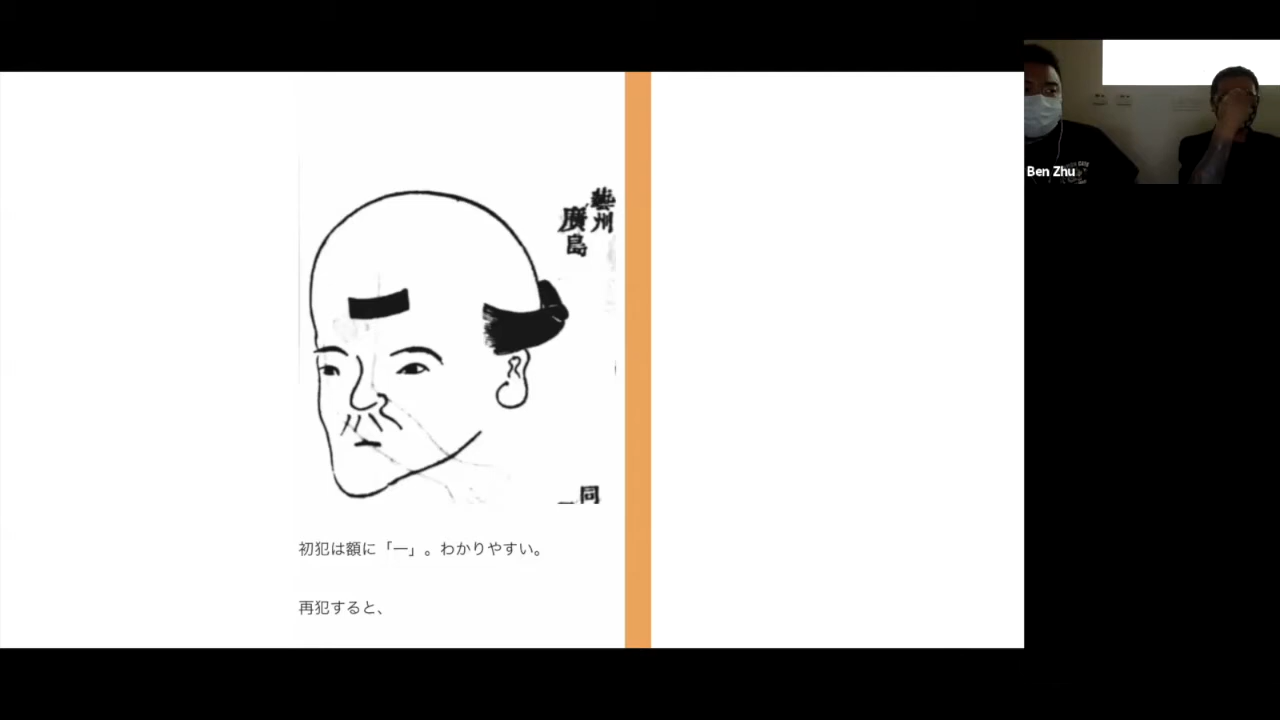 藝州
廣島
同
初犯は額に「一」。わかりやすい。
再犯すると、
Ben Zhu